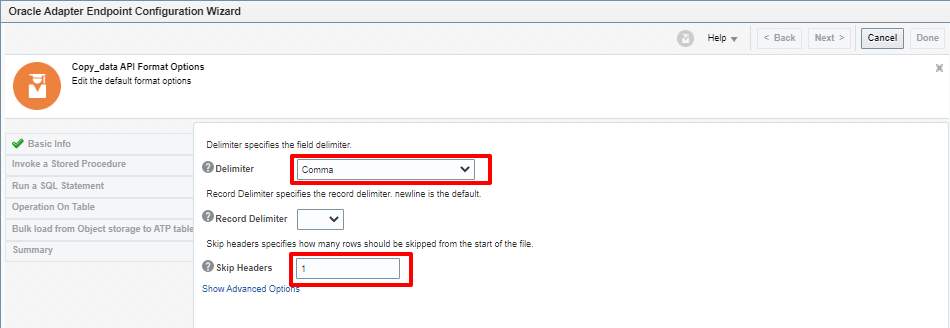 Oracle Adapter Endpoint Configuration Wizard
Help
< Back
Next >
Cancel
Done
Copy_data API Format Options
Edit the default format options
x
Basic Info
Invoke a Stored Procedure
Run a SQL Statement
Operation On Table
Bulk load from Object storage to ATP table
Summary
Delimiter specifies the field delimiter.
? Delimiter
Comma
Record Delimiter specifies the record delimiter. newline is the default.
? Record Delimiter
Skip headers specifies how many rows should be skipped from the start of the file.
? Skip Headers
1
Show Advanced Options